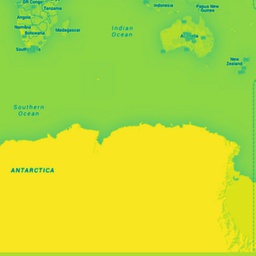 DR Congo
Tanzania
Angola
Namibia
Botswana
Madagascar
South
Indonesia
Papua New
Guinea
Indian
Ocean
New
Zealand
Southern
Ocean
ANTARCTICA